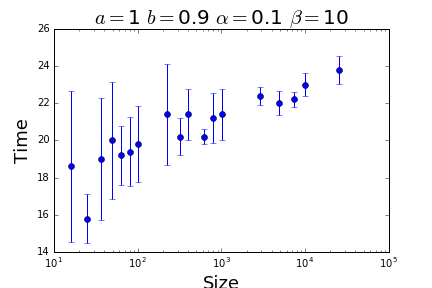 a = 1 b = 0.9 α = 0.1 β = 10
26
24
22
20
18
16
14
Time
10^1 10^2 10^3 10^4 10^5
Size